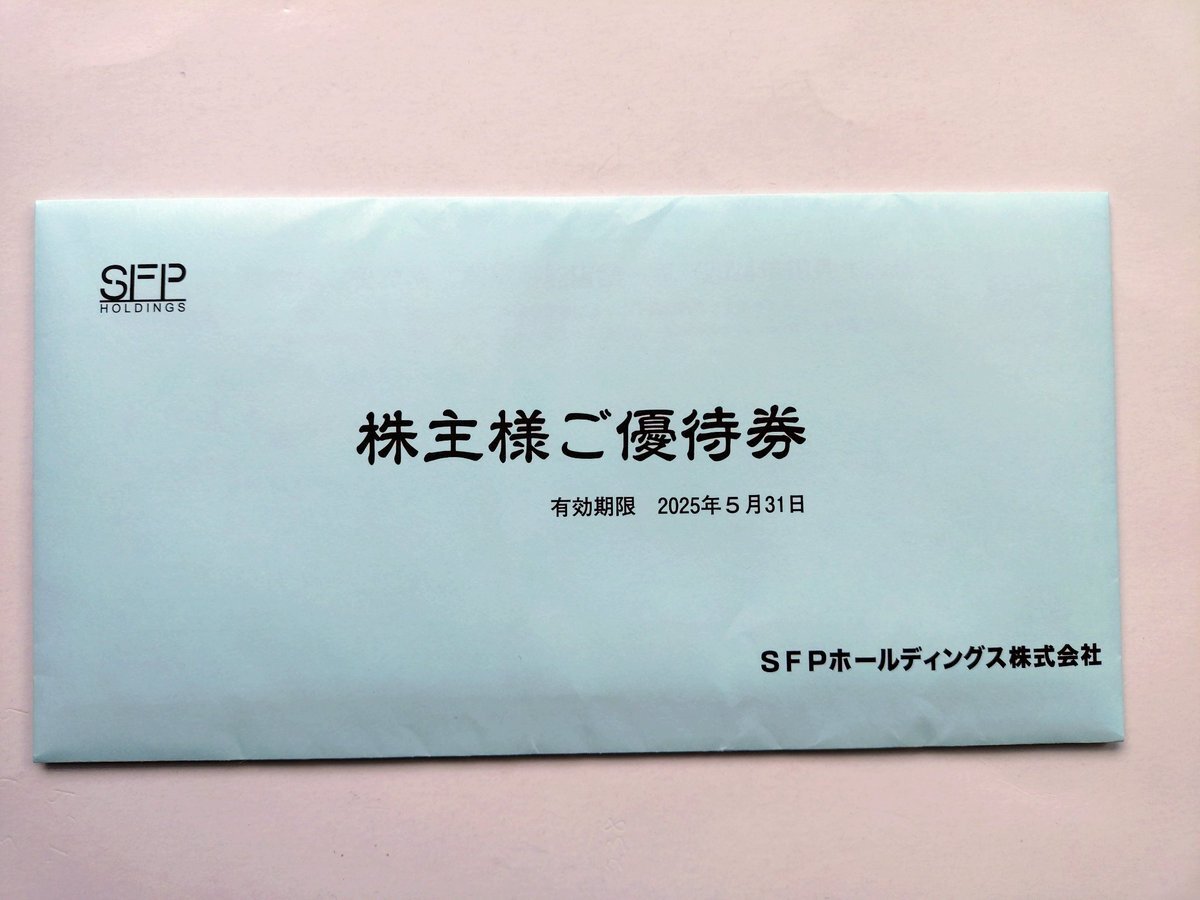 SFP
HOLDINGS
株主様ご優待券
有効期限　2025年５月31日
ＳＦＰホールディングス株式会社